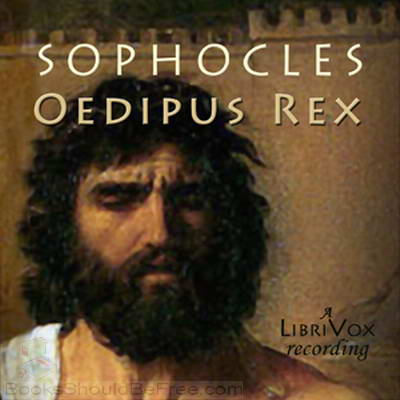 SOPHOCLES
OEDIPUS REX
A
LIBRIVOX
recording
BooksShouldBeFree.com